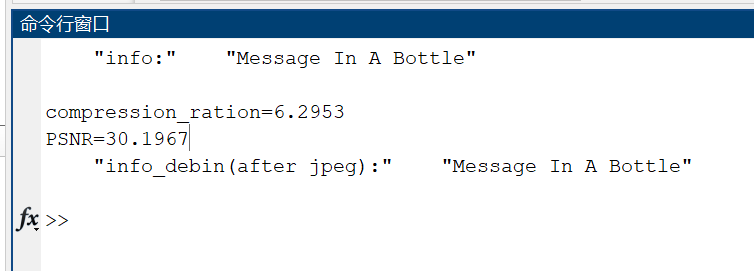 命令行窗口
"info:"    "Message In A Bottle"
compression_ration=6.2953
PSNR=30.1967
"info_debin(after jpeg):"    "Message In A Bottle"
fx >>